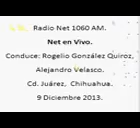 Radio Net 1060 AM.
Net en Vivo.
Conduce: Rogelio González Quiroz,
Alejandro Velasco.
Cd. Juárez, Chihuahua.
9 Diciembre 2013.